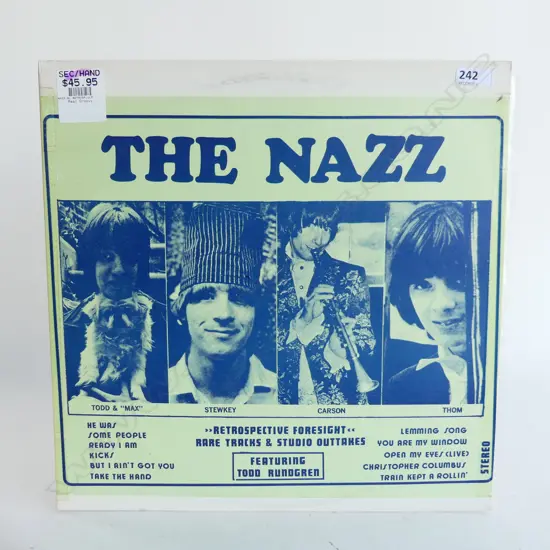 SEC/HAND
$45.95
242
THE NAZZ
TODD & "MAX"
STEWKEY
CARSON
THOM
HE WAS
SOME PEOPLE
READY I AM
KICKS
BUT I AIN'T GOT YOU
TAKE THE HAND
»RETROSPECTIVE FORESIGHT«
RARE TRACKS & STUDIO OUTTAKES
FEATURING
TODD RUNDGREN
LEMMING SONG
YOU ARE MY WINDOW
OPEN MY EYES (LIVE)
CHRISTOPHER COLUMBUS
TRAIN KEPT A ROLLIN'
STEREO